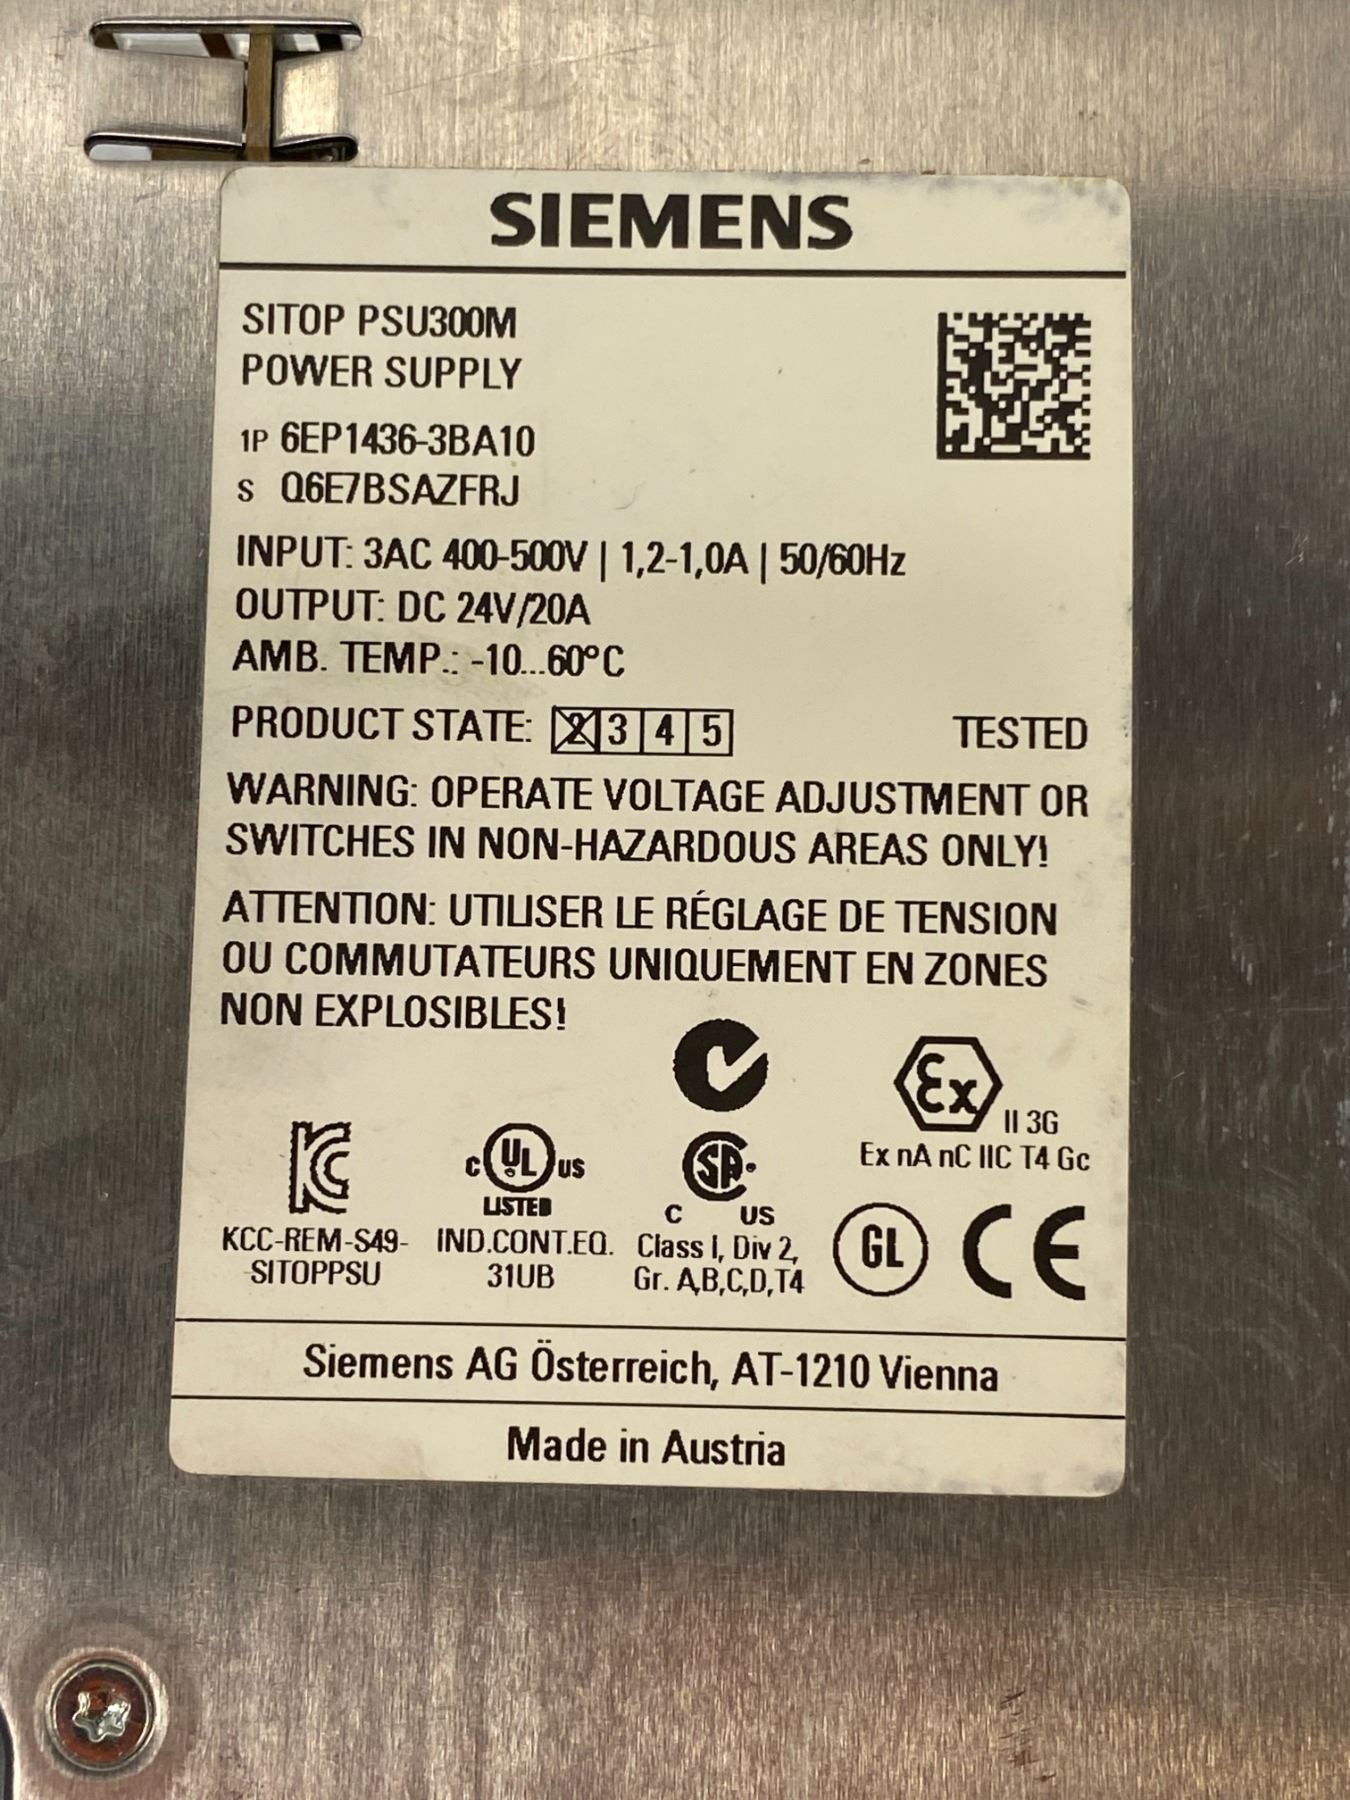 SIEMENS
SITOP PSU300M
POWER SUPPLY
1P 6EP1436-3BA10
S Q6E7BSAZFRJ
INPUT: 3AC 400-500V | 1,2-1,0A | 50/60Hz
OUTPUT: DC 24V/20A
AMB. TEMP.: -10...60°C
PRODUCT STATE: 2 3 4 5 TESTED
WARNING: OPERATE VOLTAGE ADJUSTMENT OR
SWITCHES IN NON-HAZARDOUS AREAS ONLY!
ATTENTION: UTILISER LE RÉGLAGE DE TENSION
OU COMMUTATEURS UNIQUEMENT EN ZONES
NON EXPLOSIBLES!
Ex II 3G
Ex nA nC IIC T4 Gc
KC
KCC-REM-S49-
SITOPPSU
C UL US
LISTED
IND.CONT.EQ.
31UB
SA
C US
Class I, Div 2,
Gr. A,B,C,D,T4
GL CE
Siemens AG Österreich, AT-1210 Vienna
Made in Austria